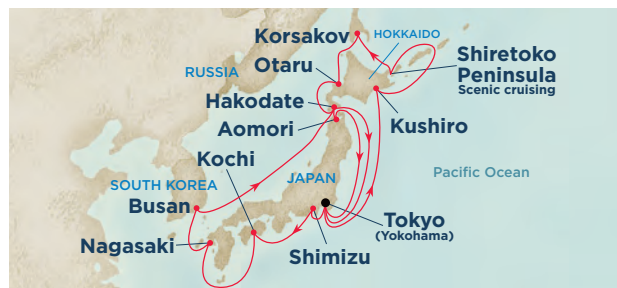 Korsakov
HOKKAIDO
Shiretoko
Peninsula
Scenic cruising
Otaru
RUSSIA
Hakodate
Aomori
Kushiro
Kochi
Pacific Ocean
JAPAN
SOUTH KOREA
Busan
Tokyo
(Yokohama)
Nagasaki
Shimizu